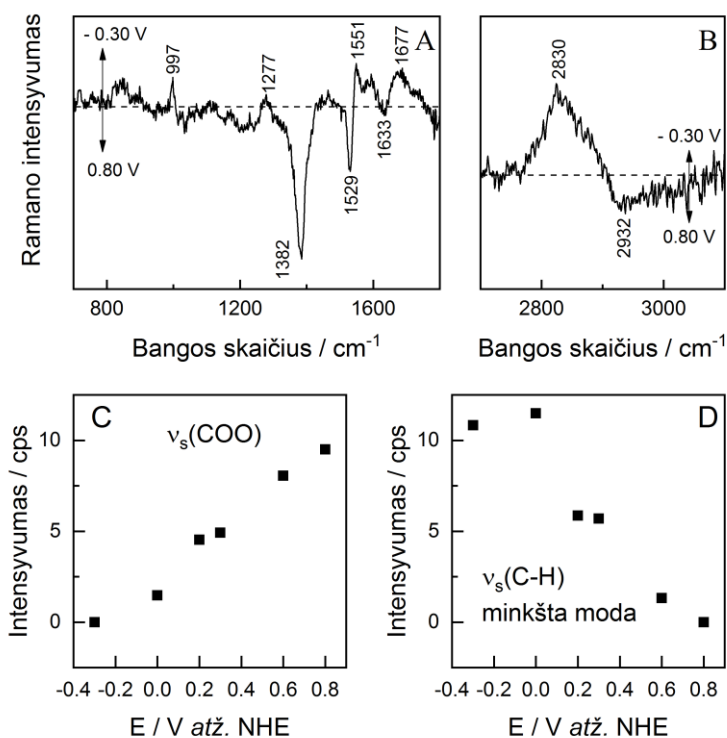 A
- 0.30 V
0.80 V
997
1277
1382
1529
1551
1633
1677
Ramano intensyvumas
800
1200
1600
Bangos skaičius / cm⁻¹
B
2830
- 0.30 V
0.80 V
2932
2800
3000
Bangos skaičius / cm⁻¹
C
νs(COO)
10
5
0
Intensyvumas / cps
-0.4 -0.2 0.0 0.2 0.4 0.6 0.8
E / V atž. NHE
D
νs(C-H)
minkšta moda
10
5
0
Intensyvumas / cps
-0.4 -0.2 0.0 0.2 0.4 0.6 0.8
E / V atž. NHE